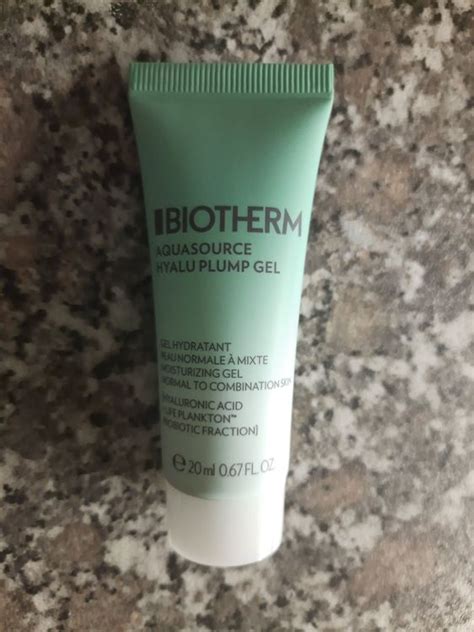 BIOTHERM
AQUASOURCE
HYALU PLUMP GEL
GEL HYDRATANT
PEAU NORMALE À MIXTE
MOISTURIZING GEL
NORMAL TO COMBINATION SKIN
[HYALURONIC ACID
+ LIFE PLANKTON™
PROBIOTIC FRACTION]
℮ 20 ml 0.67 FL. OZ.